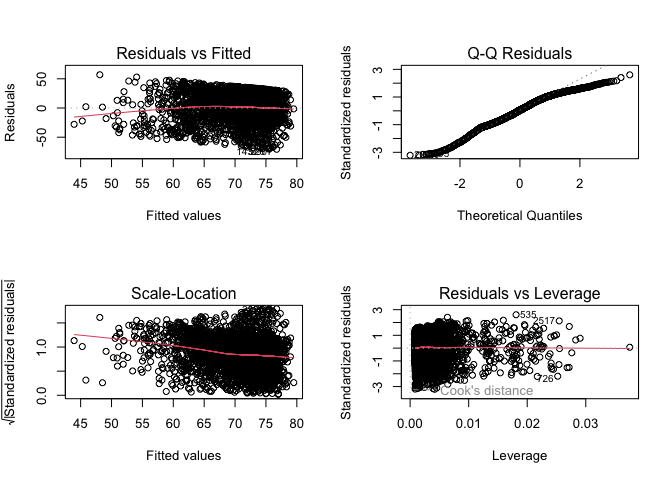 Residuals vs Fitted
Residuals
50
0
-50
45 50 55 60 65 70 75 80
Fitted values
Q-Q Residuals
Standardized residuals
3
1
-1
-3
-2 0 2
Theoretical Quantiles
Scale-Location
√|Standardized residuals|
1.0
0.0
45 50 55 60 65 70 75 80
Fitted values
Residuals vs Leverage
Standardized residuals
3
1
-1
-3
535
2517
726
Cook's distance
0.00 0.01 0.02 0.03
Leverage